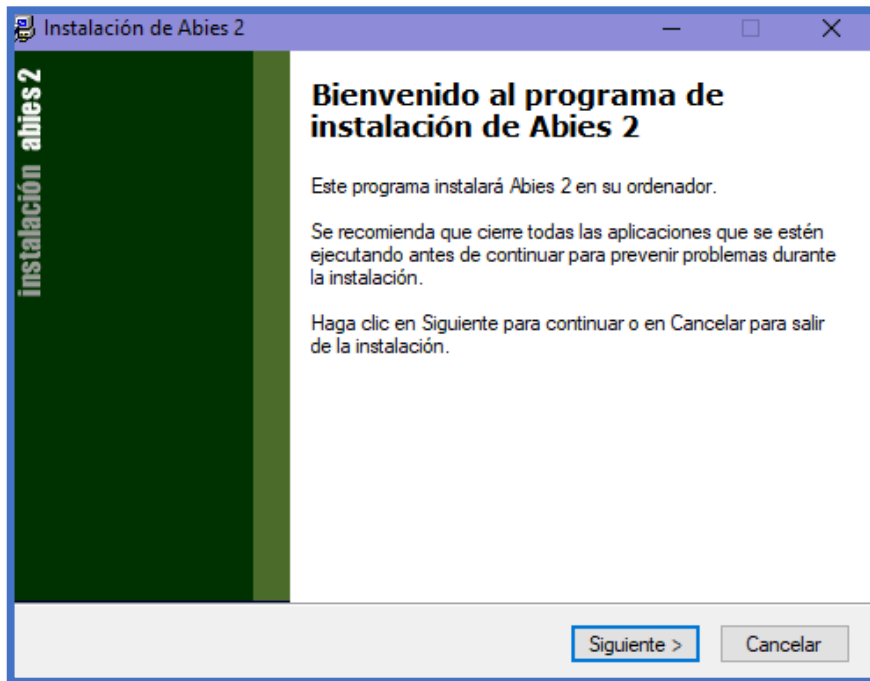 Instalación de Abies 2
instalación abies 2
Bienvenido al programa de
instalación de Abies 2
Este programa instalará Abies 2 en su ordenador.
Se recomienda que cierre todas las aplicaciones que se estén
ejecutando antes de continuar para prevenir problemas durante
la instalación.
Haga clic en Siguiente para continuar o en Cancelar para salir
de la instalación.
Siguiente >
Cancelar